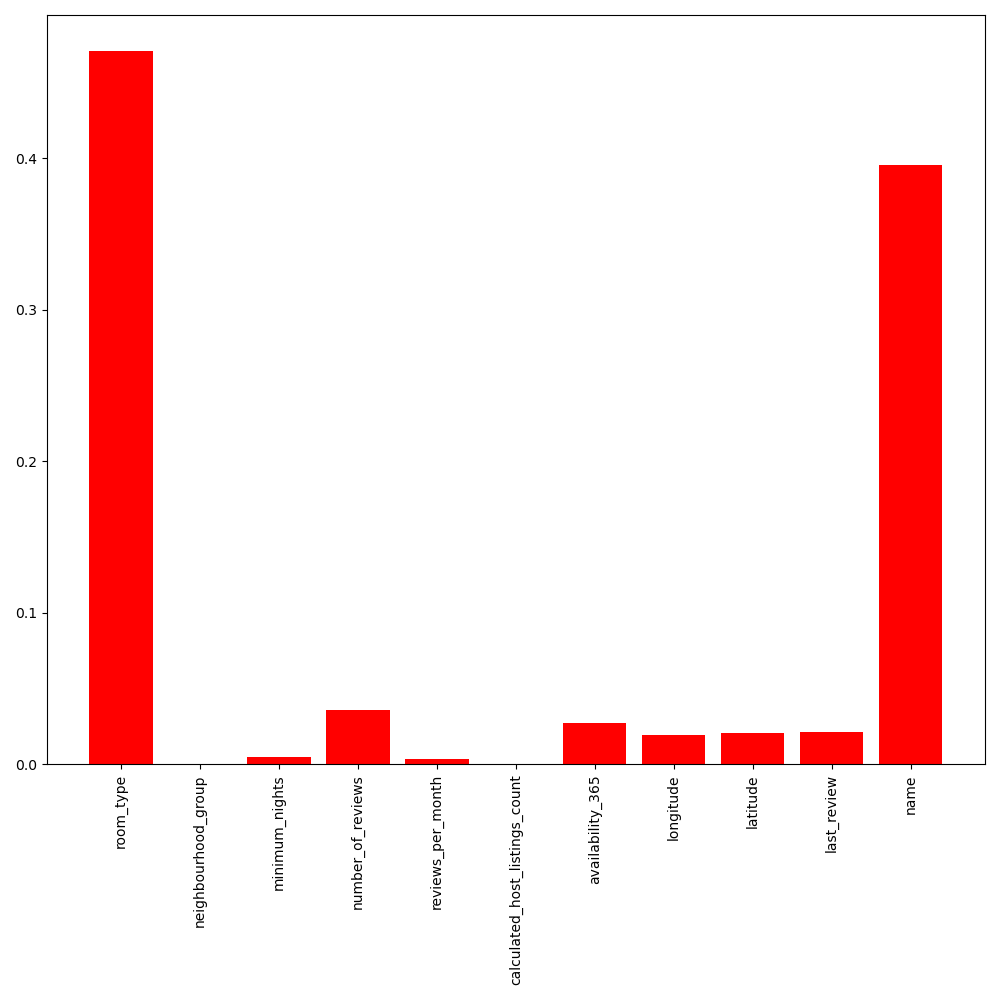 0.4
0.3
0.2
0.1
0.0
room_type
neighbourhood_group
minimum_nights
number_of_reviews
reviews_per_month
calculated_host_listings_count
availability_365
longitude
latitude
last_review
name